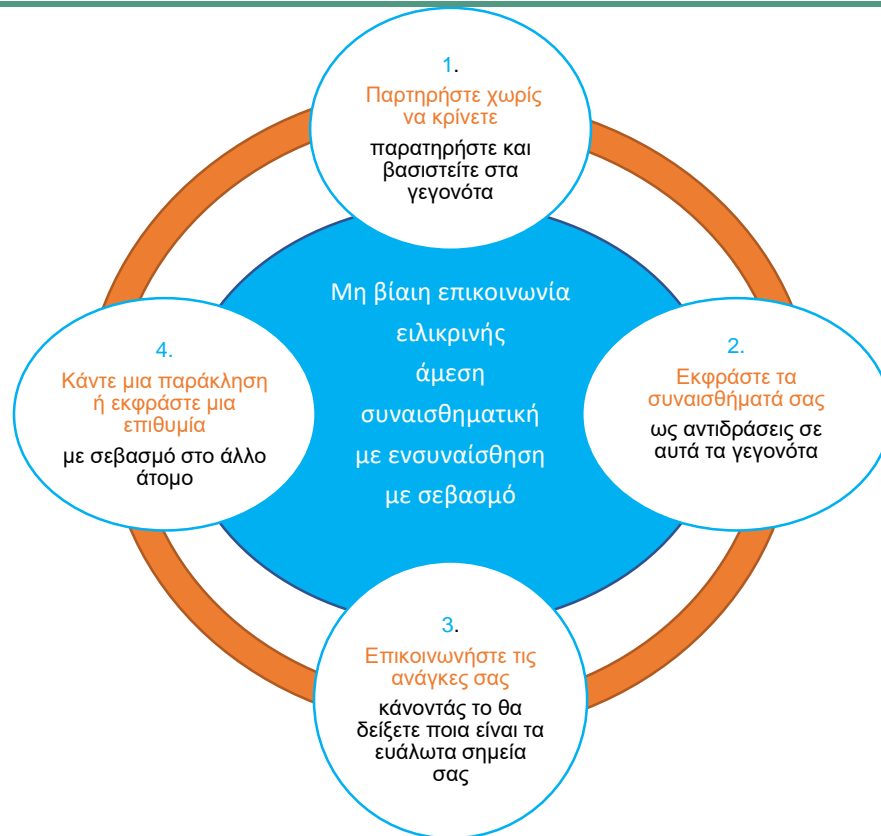 1.
Παρτηρήστε χωρίς
να κρίνετε
παρατηρήστε και
βασιστείτε στα
γεγονότα
Μη βίαιη επικοινωνία
ειλικρινής
άμεση
συναισθηματική
με ενσυναίσθηση
με σεβασμό
2.
Εκφράστε τα
συναισθήματά σας
ως αντιδράσεις σε
αυτά τα γεγονότα
3.
Επικοινωνήστε τις
ανάγκες σας
κάνοντάς το θα
δείξετε ποια είναι τα
ευάλωτα σημεία
σας
4.
Κάντε μια παράκληση
ή εκφράστε μια
επιθυμία
με σεβασμό στο άλλο
άτομο